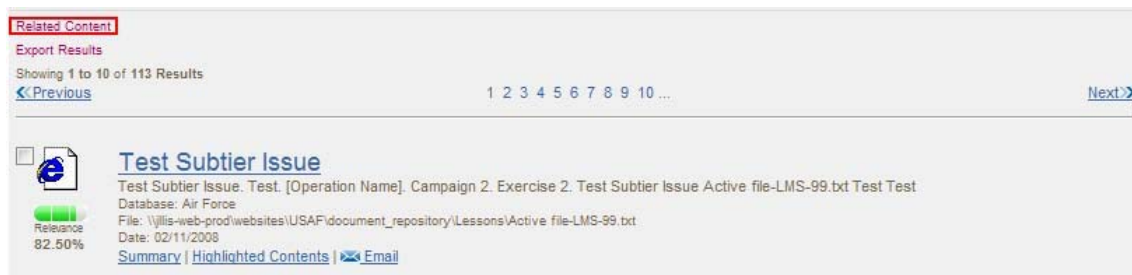 Related Content
Export Results
Showing 1 to 10 of 113 Results
Previous 1 2 3 4 5 6 7 8 9 10 ... Next
Test Subtier Issue
Test Subtier Issue. Test. [Operation Name]. Campaign 2. Exercise 2. Test Subtier Issue Active file-LMS-99.txt Test Test
Database: Air Force
File: \\jllis-web-prod\websites\USAF\document_repository\Lessons\Active file-LMS-99.txt
Date: 02/11/2008
Relevance
82.50%
Summary | Highlighted Contents | Email